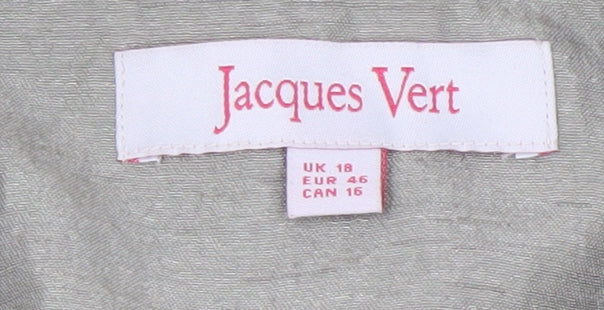 Jacques Vert
UK 18
EUR 46
CAN 16